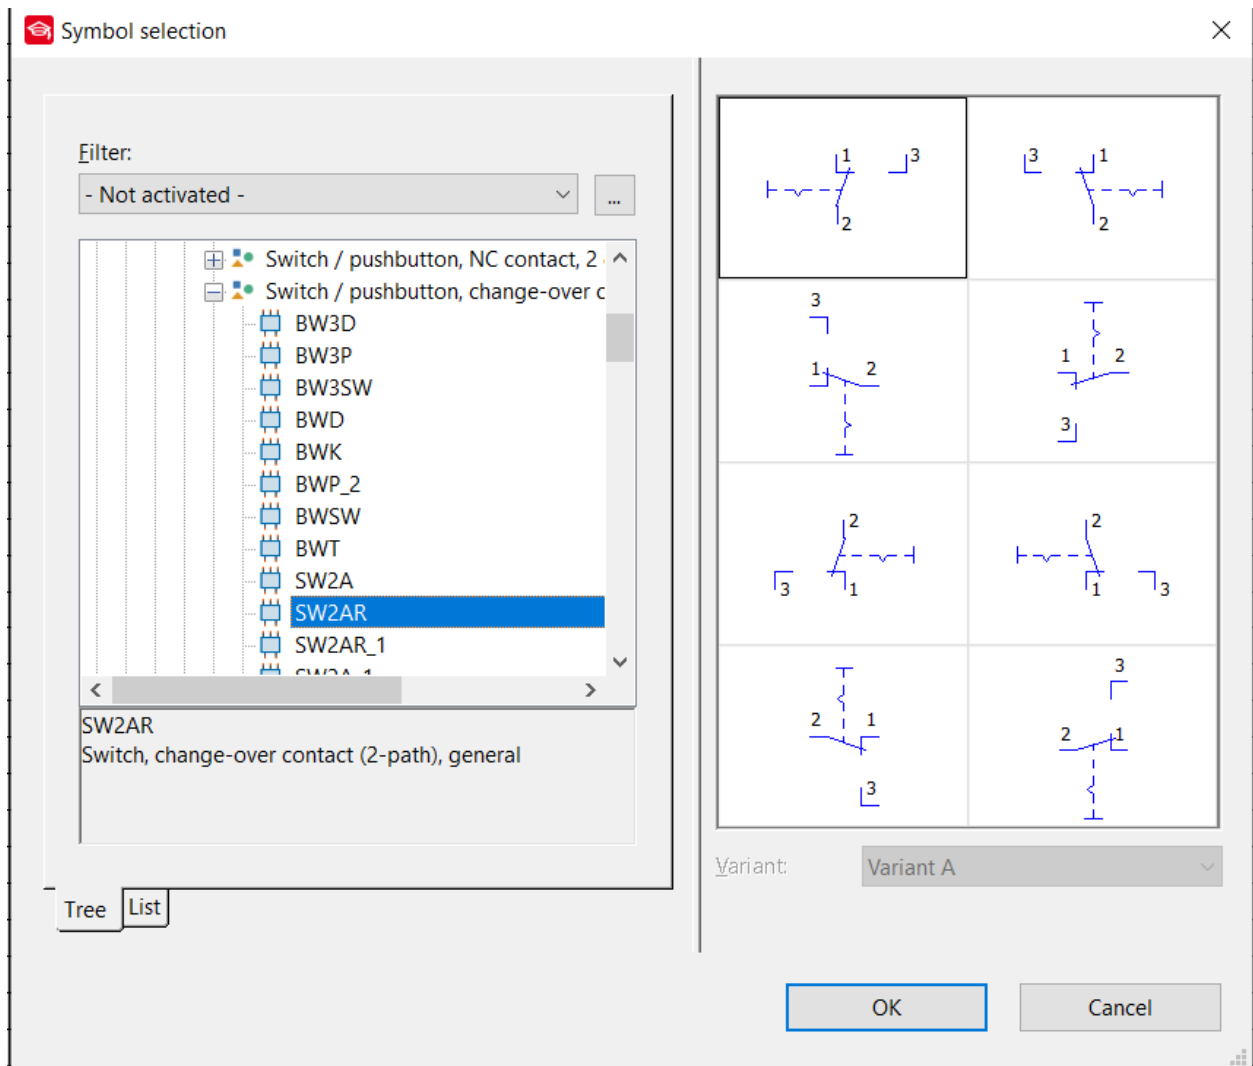 Symbol selection
Filter:
- Not activated -
...
Switch / pushbutton, NC contact, 2
Switch / pushbutton, change-over c
BW3D
BW3P
BW3SW
BWD
BWK
BWP_2
BWSW
BWT
SW2A
SW2AR
SW2AR_1
SW2A_1
SW2AR
Switch, change-over contact (2-path), general
Tree
List
1 3
2
3 1
2
3
1 2
1 2
3
2
3 1
2
1 3
2 1
3
3
2 1
Variant:
Variant A
OK
Cancel